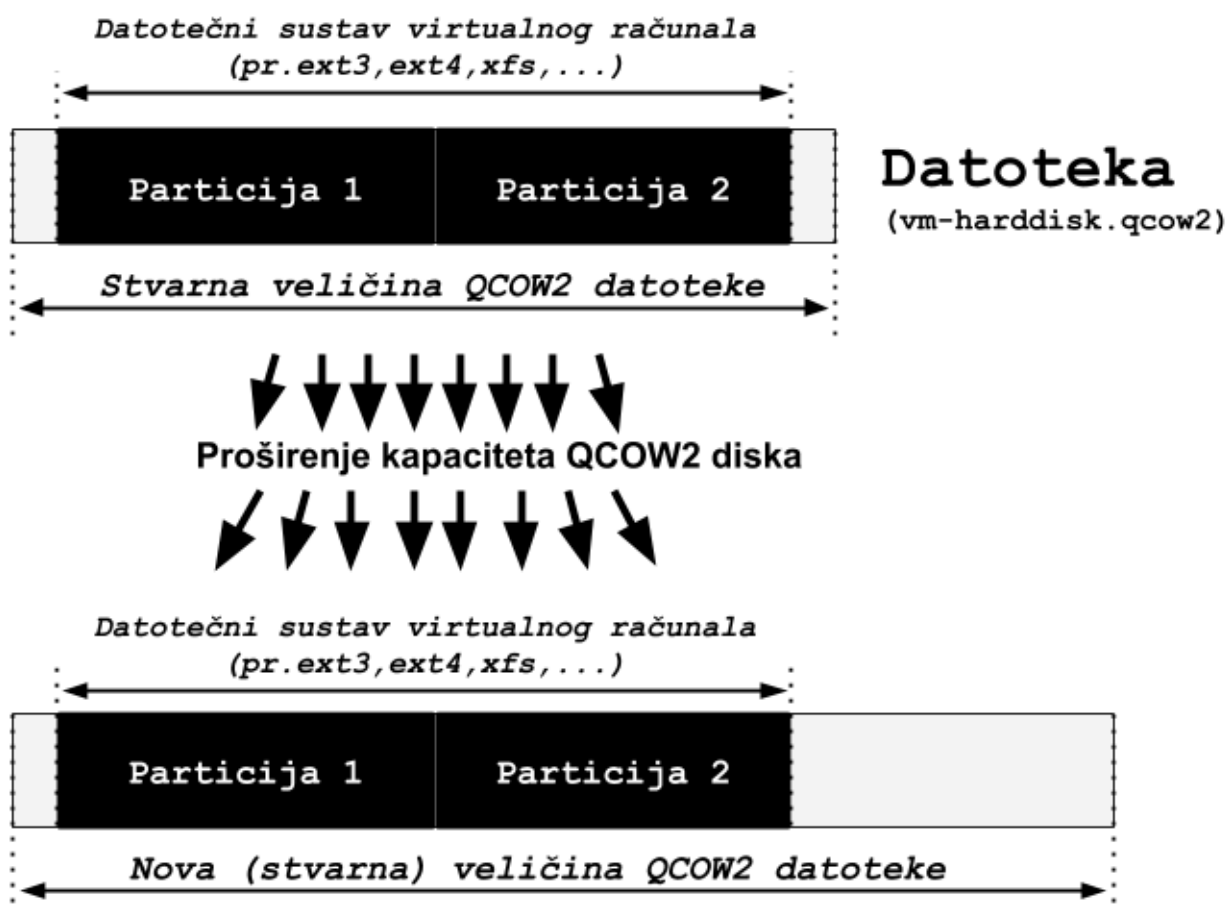 Datotečni sustav virtualnog računala
(pr.ext3,ext4,xfs,...)
Particija 1
Particija 2
Datoteka
(vm-harddisk.qcow2)
Stvarna veličina QCOW2 datoteke
Proširenje kapaciteta QCOW2 diska
Datotečni sustav virtualnog računala
(pr.ext3,ext4,xfs,...)
Particija 1
Particija 2
Nova (stvarna) veličina QCOW2 datoteke